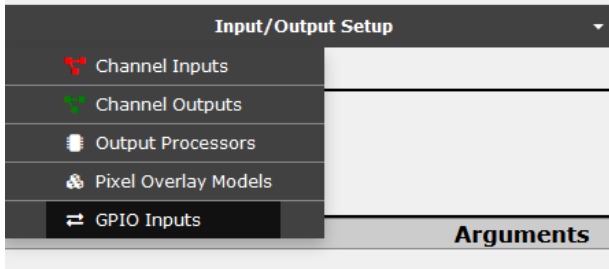 Input/Output Setup
Channel Inputs
Channel Outputs
Output Processors
Pixel Overlay Models
GPIO Inputs
Arguments